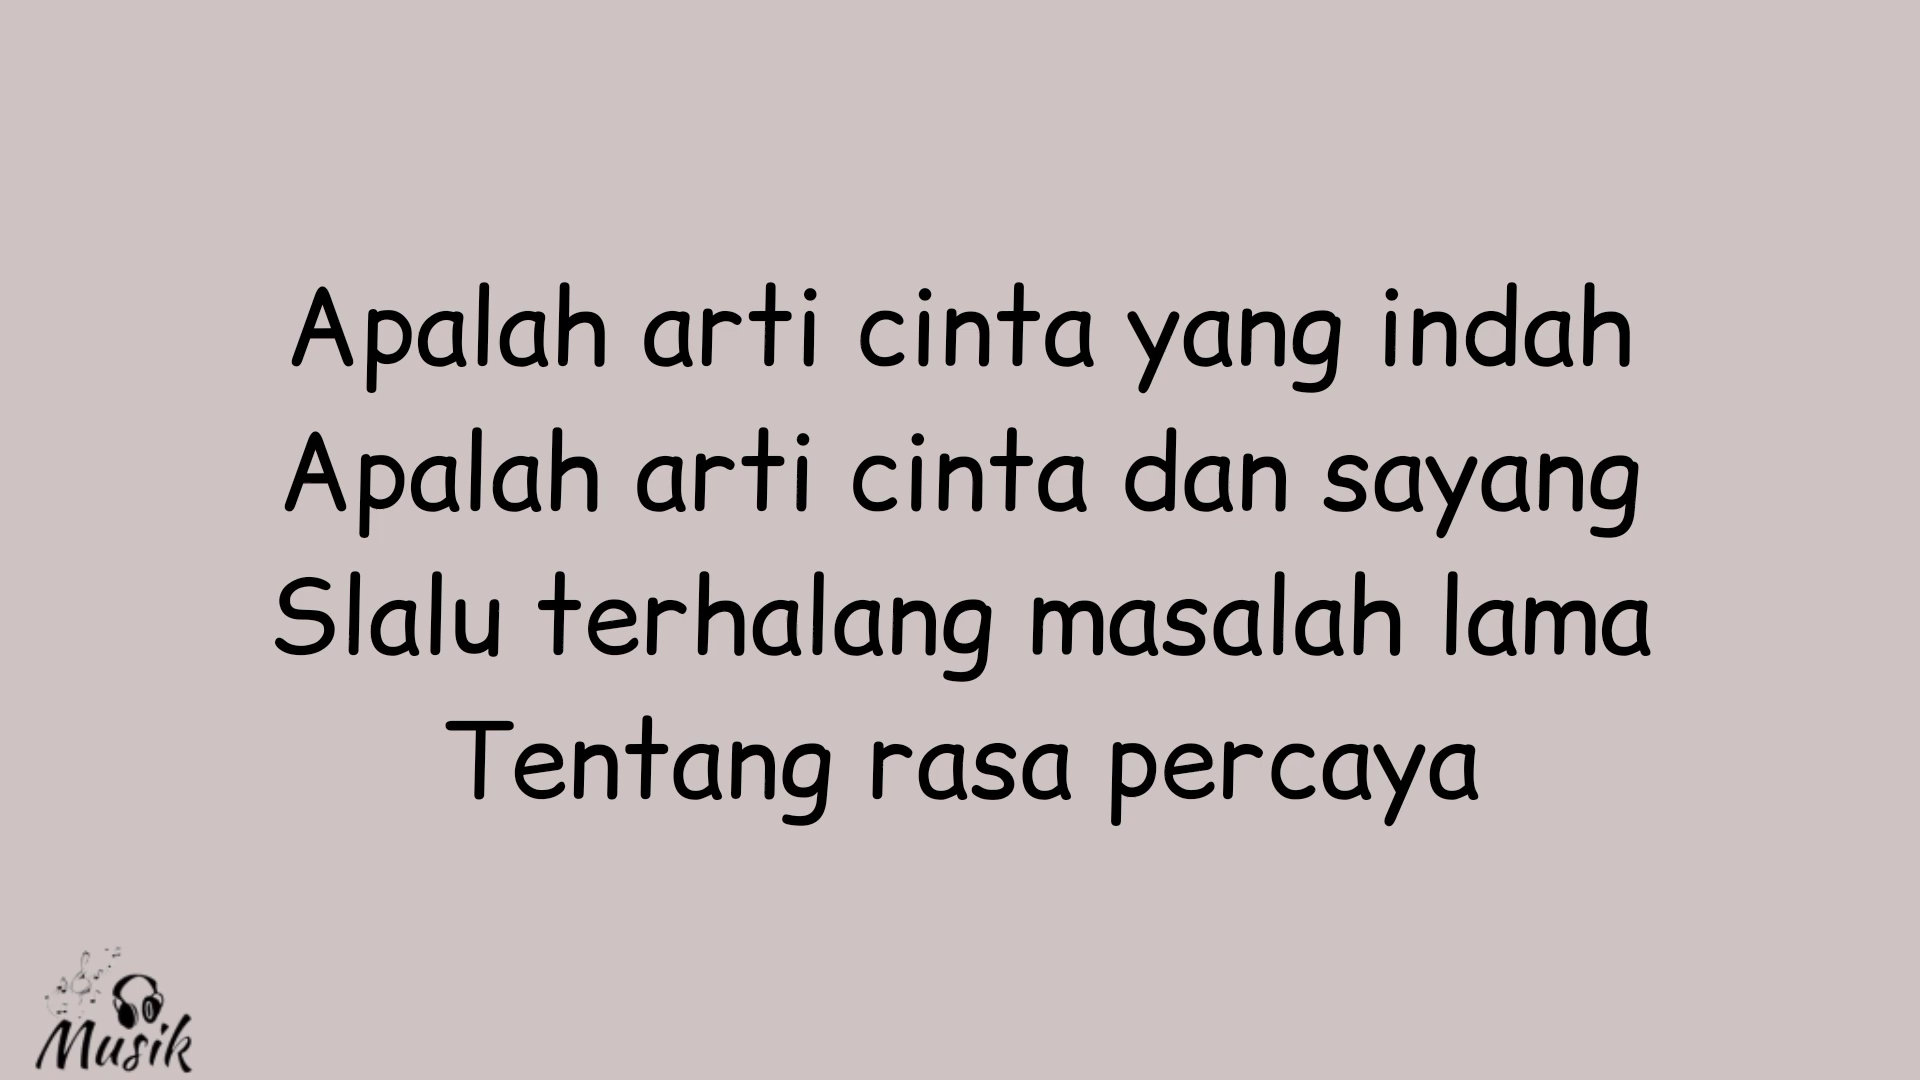 Apalah arti cinta yang indah
Apalah arti cinta dan sayang
Slalu terhalang masalah lama
Tentang rasa percaya
Musik